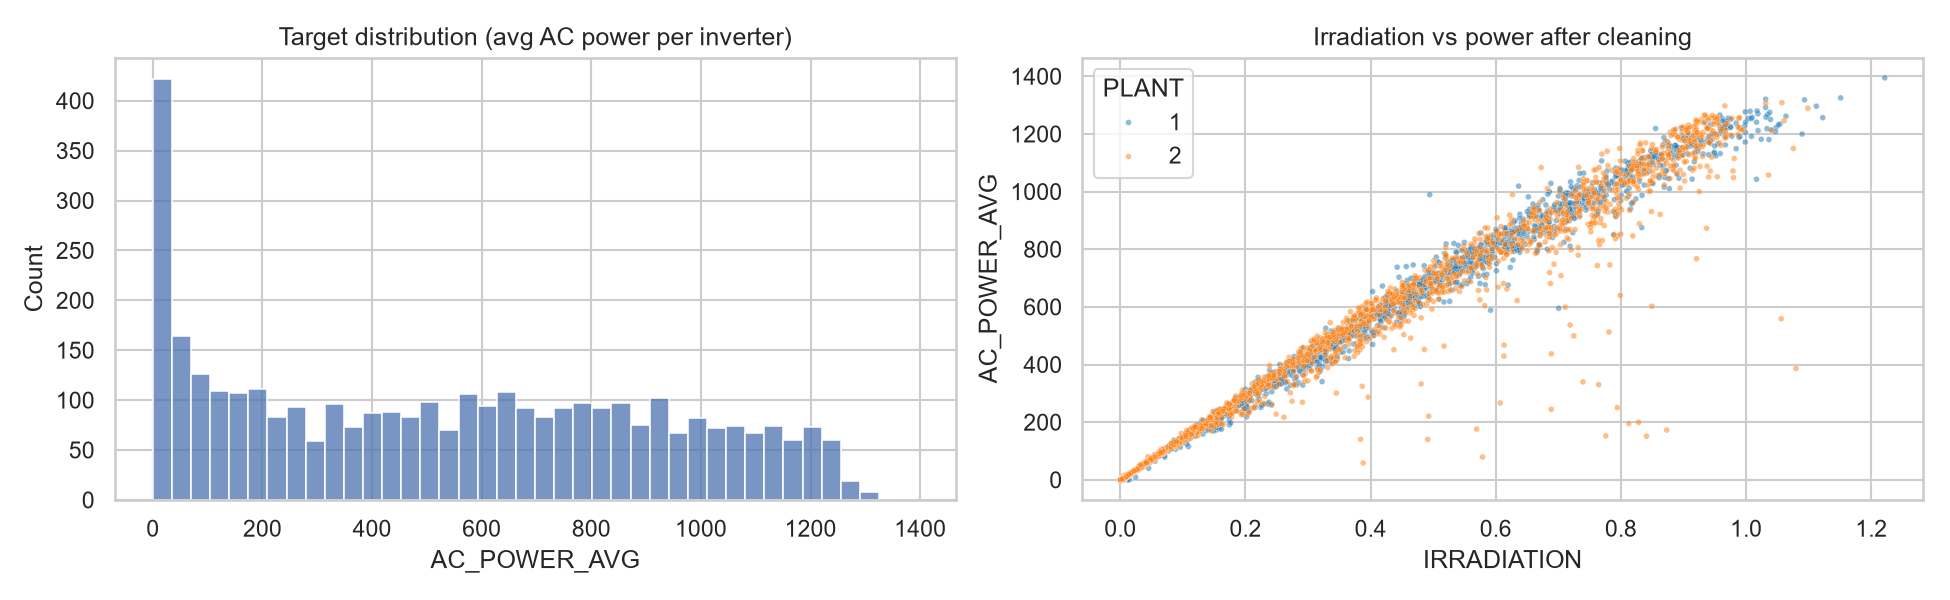 Target distribution (avg AC power per inverter)
Count
400
350
300
250
200
150
100
50
0
0 200 400 600 800 1000 1200 1400
AC_POWER_AVG
Irradiation vs power after cleaning
PLANT
1
2
AC_POWER_AVG
1400
1200
1000
800
600
400
200
0
0.0 0.2 0.4 0.6 0.8 1.0 1.2
IRRADIATION